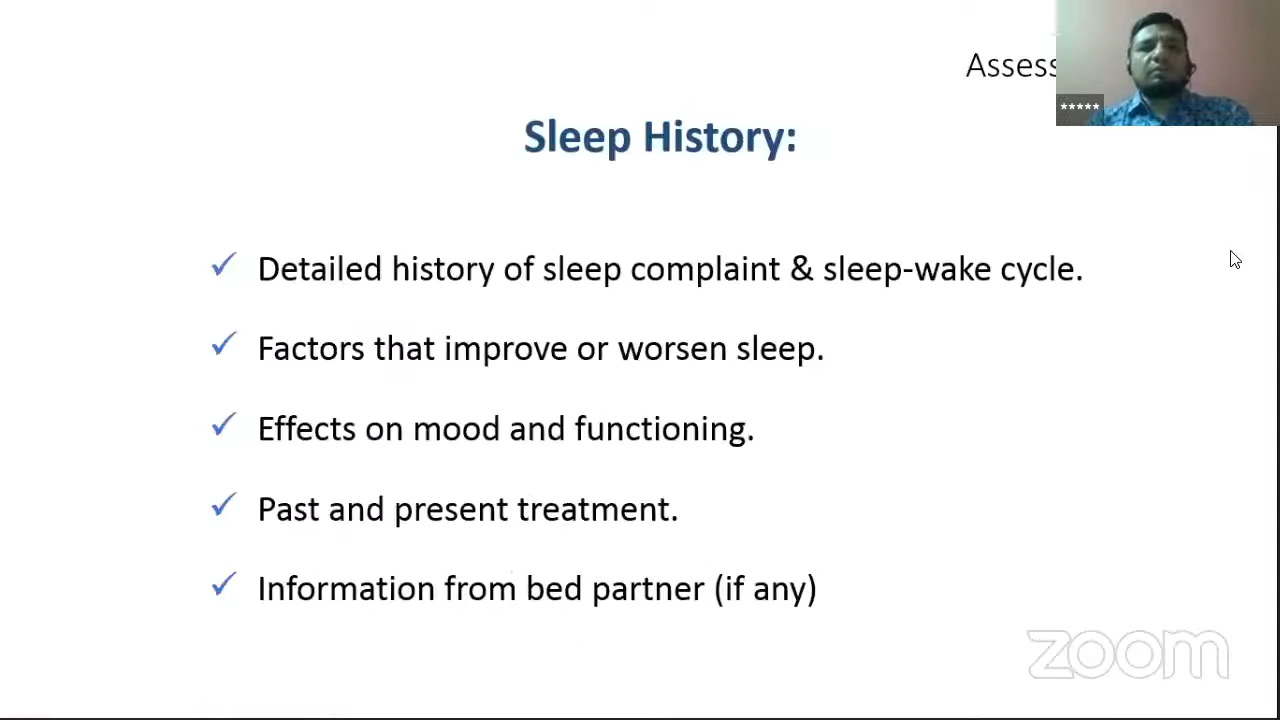 Assess
*****
Sleep History:
✓ Detailed history of sleep complaint & sleep-wake cycle.
✓ Factors that improve or worsen sleep.
✓ Effects on mood and functioning.
✓ Past and present treatment.
✓ Information from bed partner (if any)
zoom